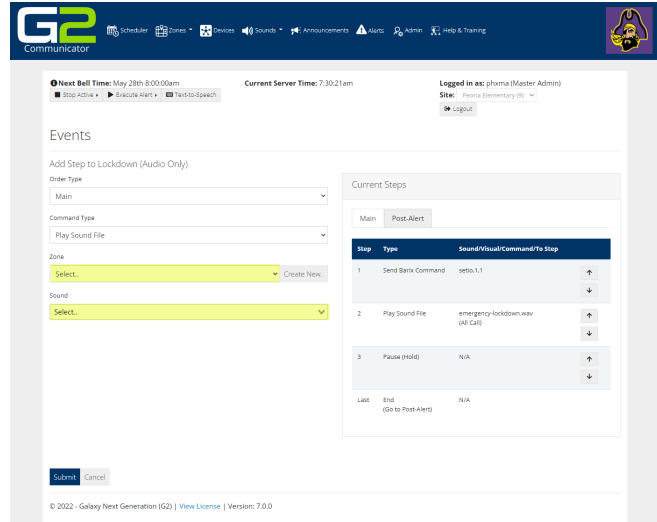 G2
Communicator
Scheduler Zones Devices Sounds Announcements Alerts Admin Help & Training
Next Bell Time: May 28th 8:00:00am
Current Server Time: 7:30:21am
Logged in as: phxma (Master Admin)
Stop Active Execute Alert Text-to-Speech
Site: Peoria Elementary (9)
Logout
Events
Add Step to Lockdown (Audio Only)
Order Type
Main
Command Type
Play Sound File
Zone
Select.. Create New..
Sound
Select..
Current Steps
Main Post-Alert
Step Type Sound/Visual/Command/To Step
1 Send Barix Command setio,1,1
2 Play Sound File emergency-lockdown.wav
(All Call)
3 Pause (Hold) N/A
Last End N/A
(Go to Post-Alert)
Submit Cancel
© 2022 - Galaxy Next Generation (G2) | View License | Version: 7.0.0